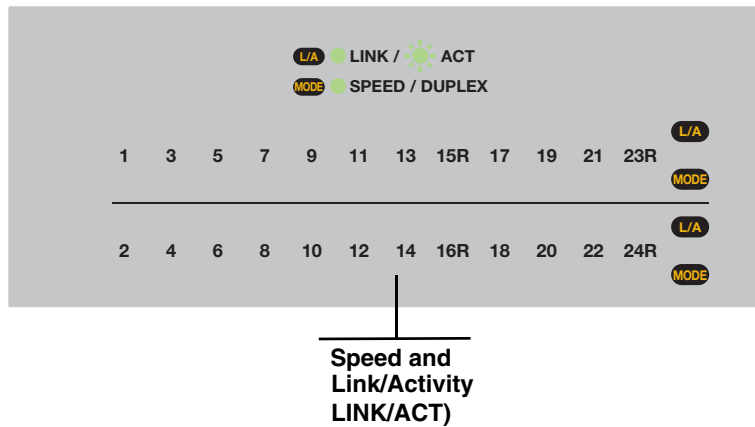 L/A LINK / ACT
MODE SPEED / DUPLEX
L/A
1 3 5 7 9 11 13 15R 17 19 21 23R
MODE
L/A
2 4 6 8 10 12 14 16R 18 20 22 24R
MODE
Speed and
Link/Activity
LINK/ACT)